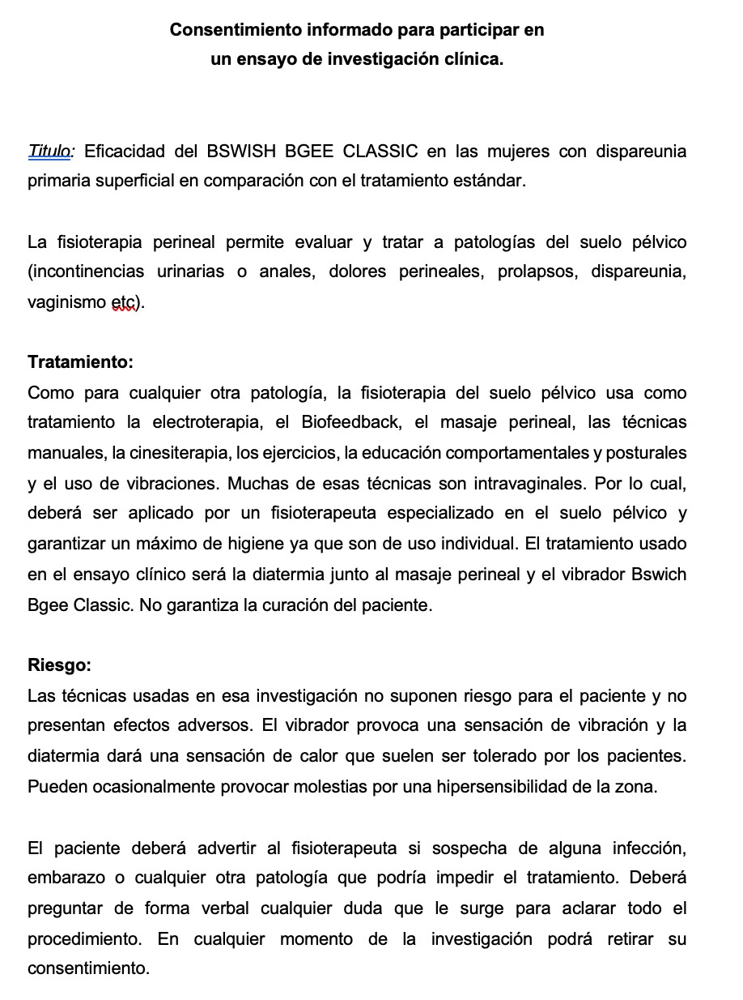 Consentimiento informado para participar en
un ensayo de investigación clínica.
Titulo: Eficacidad del BSWISH BGEE CLASSIC en las mujeres con dispareunia
primaria superficial en comparación con el tratamiento estándar.
La fisioterapia perineal permite evaluar y tratar a patologías del suelo pélvico
(incontinencias urinarias o anales, dolores perineales, prolapsos, dispareunia,
vaginismo etc).
Tratamiento:
Como para cualquier otra patología, la fisioterapia del suelo pélvico usa como
tratamiento la electroterapia, el Biofeedback, el masaje perineal, las técnicas
manuales, la cinesiterapia, los ejercicios, la educación comportamentales y posturales
y el uso de vibraciones. Muchas de esas técnicas son intravaginales. Por lo cual,
deberá ser aplicado por un fisioterapeuta especializado en el suelo pélvico y
garantizar un máximo de higiene ya que son de uso individual. El tratamiento usado
en el ensayo clínico será la diatermia junto al masaje perineal y el vibrador Bswich
Bgee Classic. No garantiza la curación del paciente.
Riesgo:
Las técnicas usadas en esa investigación no suponen riesgo para el paciente y no
presentan efectos adversos. El vibrador provoca una sensación de vibración y la
diatermia dará una sensación de calor que suelen ser tolerado por los pacientes.
Pueden ocasionalmente provocar molestias por una hipersensibilidad de la zona.
El paciente deberá advertir al fisioterapeuta si sospecha de alguna infección,
embarazo o cualquier otra patología que podría impedir el tratamiento. Deberá
preguntar de forma verbal cualquier duda que le surge para aclarar todo el
procedimiento. En cualquier momento de la investigación podrá retirar su
consentimiento.